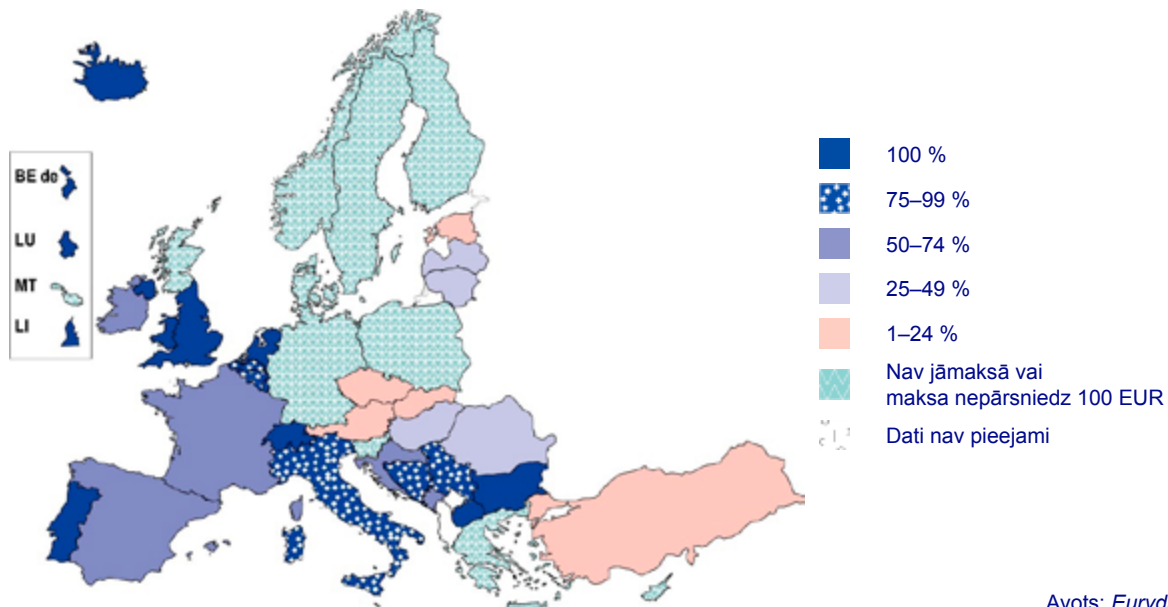 BE de
LU
MT
LI
100 %
75–99 %
50–74 %
25–49 %
1–24 %
Nav jāmaksā vai
maksa nepārsniedz 100 EUR
Dati nav pieejami
Avots: Euryd